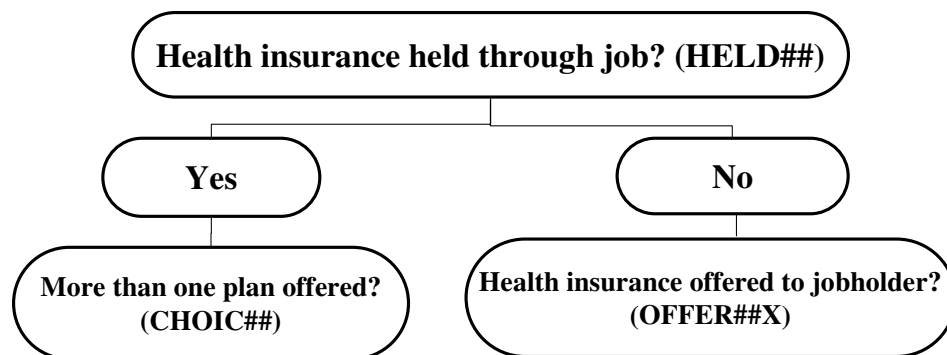 Health insurance held through job? (HELD##)
Yes
No
More than one plan offered?
(CHOIC##)
Health insurance offered to jobholder?
(OFFER##X)